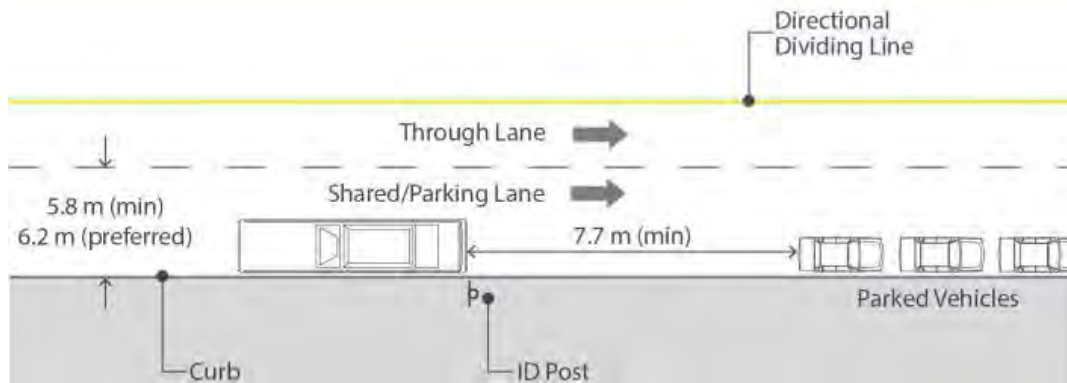 Directional
Dividing Line
Through Lane
Shared/Parking Lane
5.8 m (min)
6.2 m (preferred)
7.7 m (min)
P
Parked Vehicles
Curb
ID Post